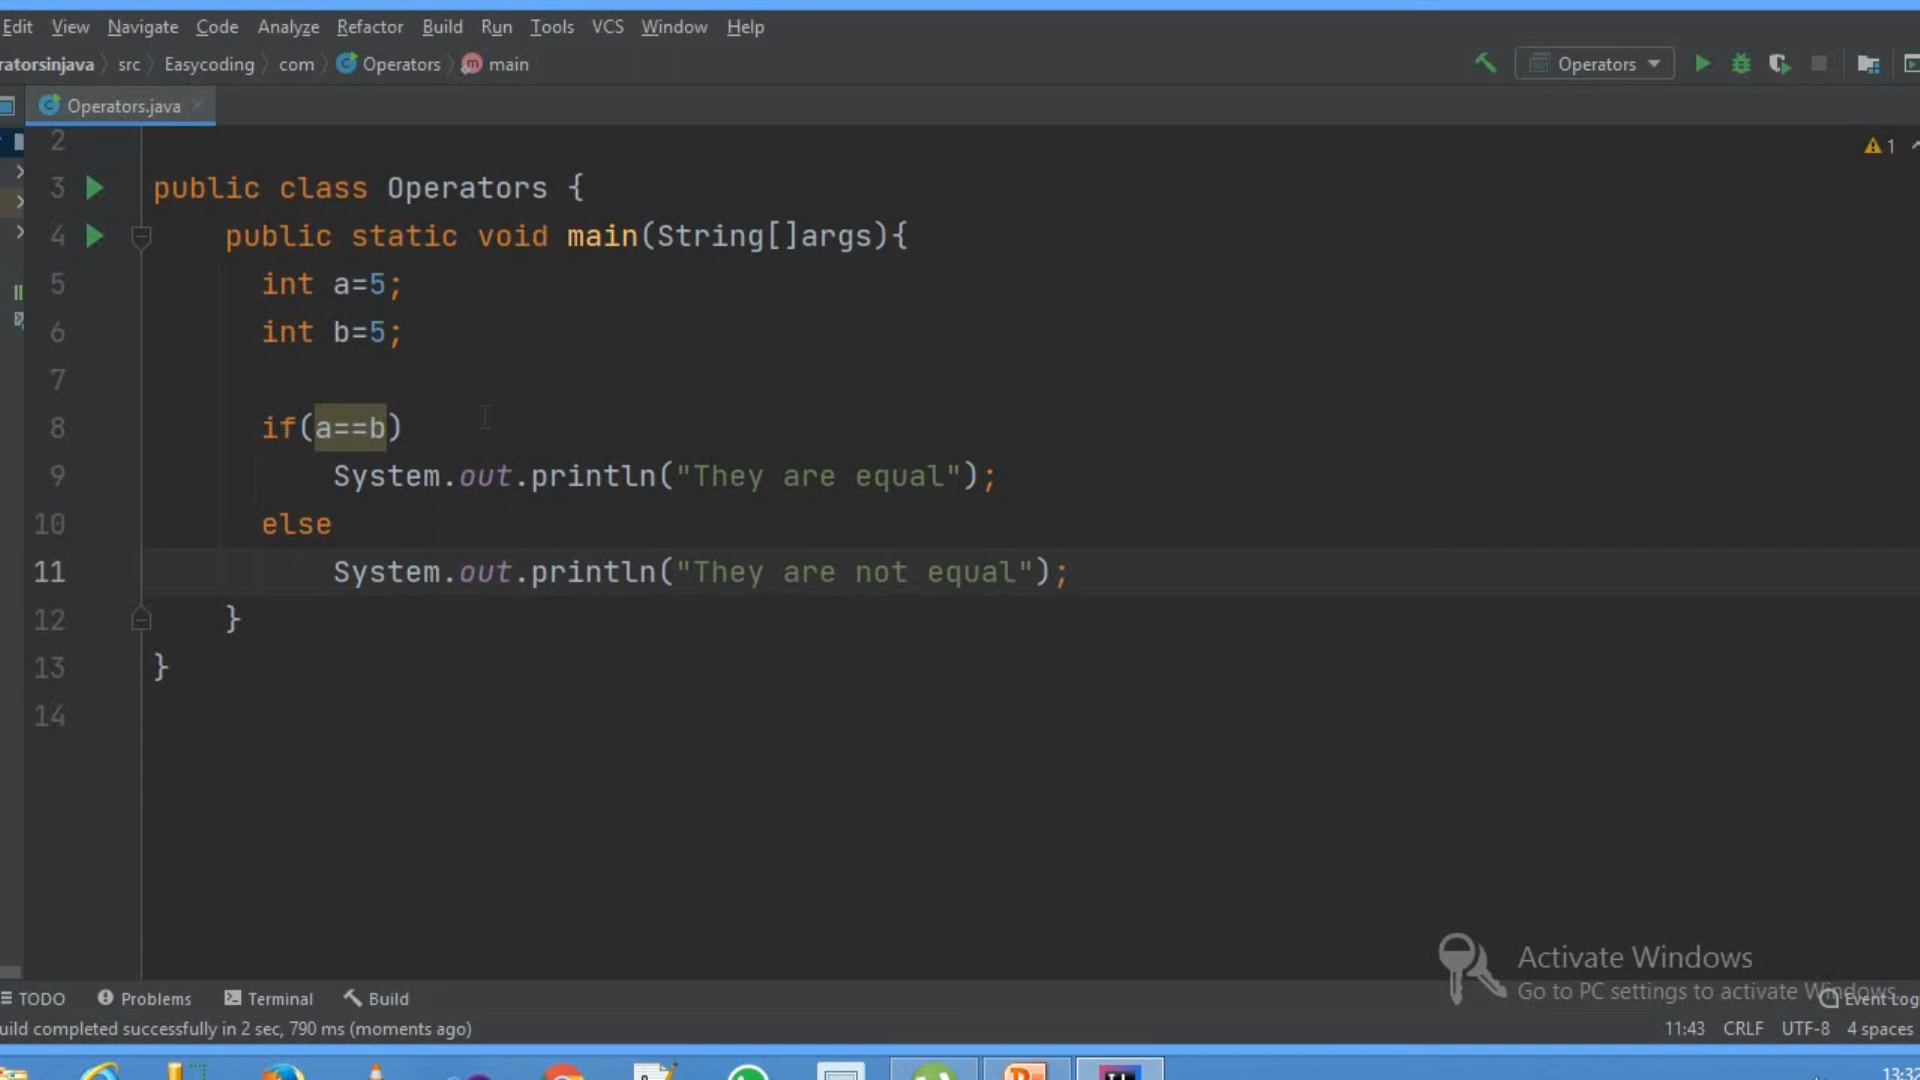 Edit View Navigate Code Analyze Refactor Build Run Tools VCS Window Help
ratorsinjava src Easycoding com Operators m main Operators
Operators.java
2
1
3 public class Operators {
4 public static void main(String[]args){
5 int a=5;
6 int b=5;
7
8 if(a==b)
9 System.out.println("They are equal");
10 else
11 System.out.println("They are not equal");
12 }
13 }
14
Activate Windows
Go to PC settings to activate Windows.
TODO Problems Terminal Build Event Log
uild completed successfully in 2 sec, 790 ms (moments ago) 11:43 CRLF UTF-8 4 spaces
13:32